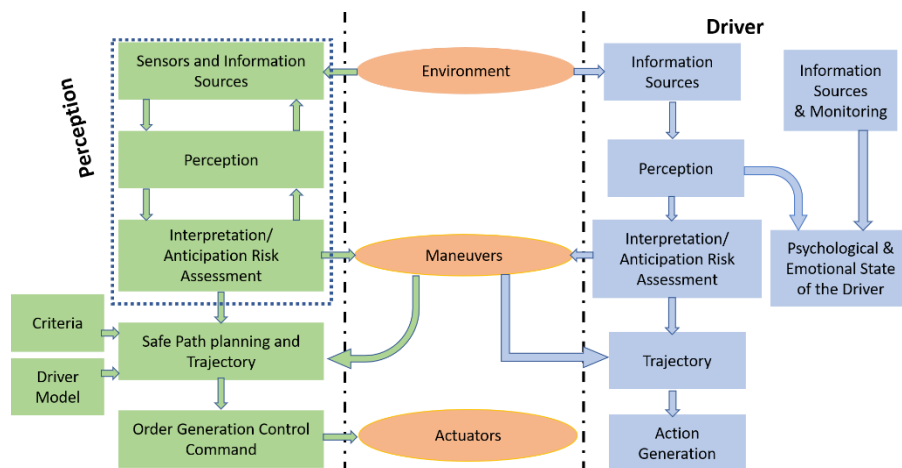 Driver
Perception
Sensors and Information
Sources
Environment
Information
Sources
Information
Sources
& Monitoring
Perception
Perception
Interpretation/
Anticipation Risk
Assessment
Maneuvers
Interpretation/
Anticipation Risk
Assessment
Psychological &
Emotional State
of the Driver
Criteria
Safe Path planning and
Trajectory
Trajectory
Driver
Model
Order Generation Control
Command
Actuators
Action
Generation